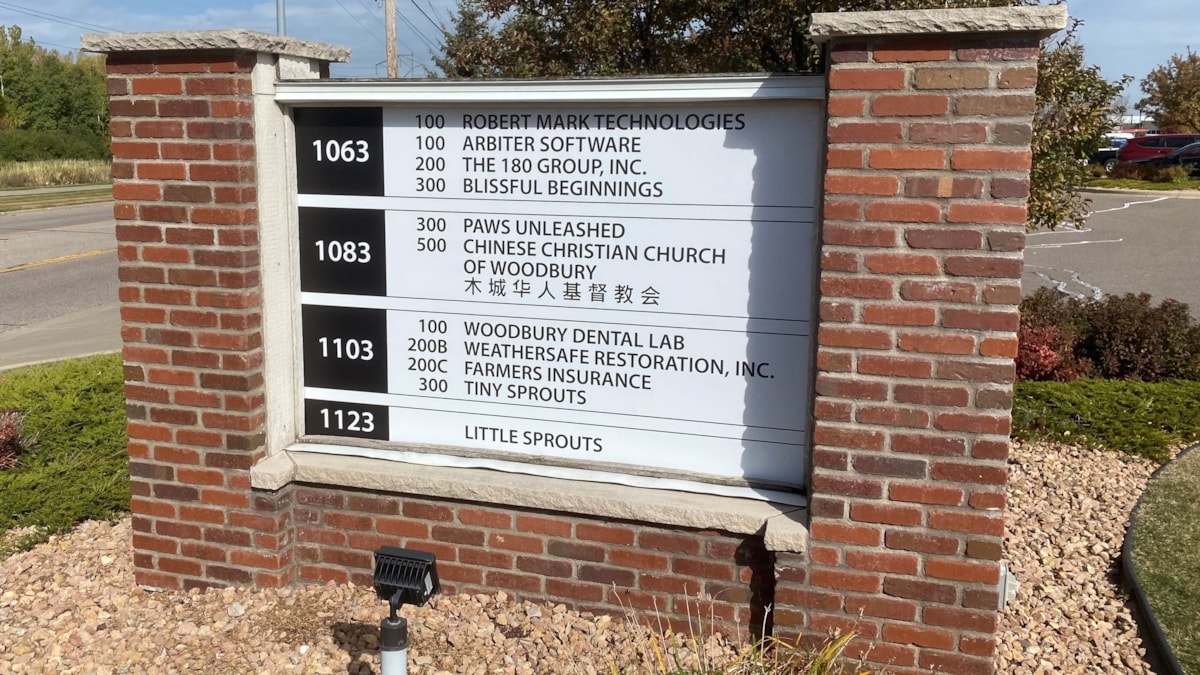 1063
100 ROBERT MARK TECHNOLOGIES
100 ARBITER SOFTWARE
200 THE 180 GROUP, INC.
300 BLISSFUL BEGINNINGS
1083
300 PAWS UNLEASHED
500 CHINESE CHRISTIAN CHURCH
OF WOODBURY
木城华人基督教会
1103
100 WOODBURY DENTAL LAB
200B WEATHERSAFE RESTORATION, INC.
200C FARMERS INSURANCE
300 TINY SPROUTS
1123
LITTLE SPROUTS